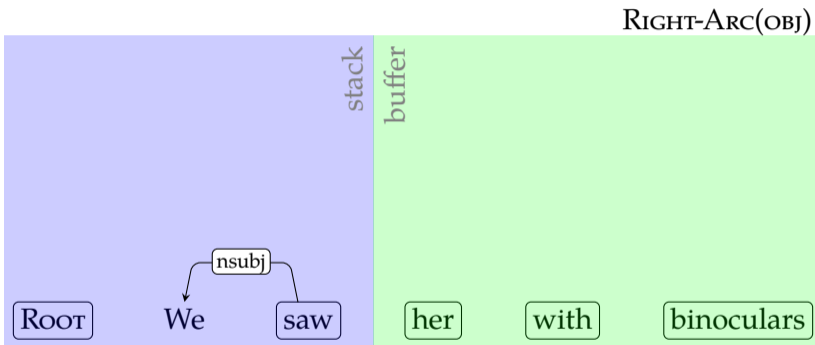 RIGHT-ARC(OBJ)
stack
buffer
nsubj
ROOT We saw her with binoculars